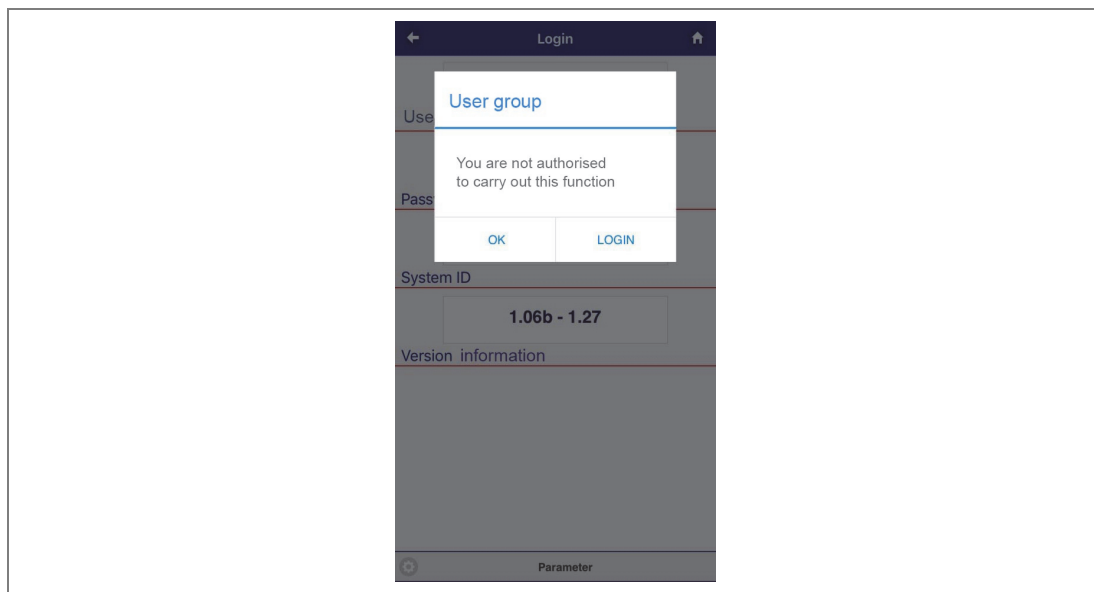 Login
User group
Use
You are not authorised
to carry out this function
Pass
OK LOGIN
System ID
1.06b - 1.27
Version information
Parameter